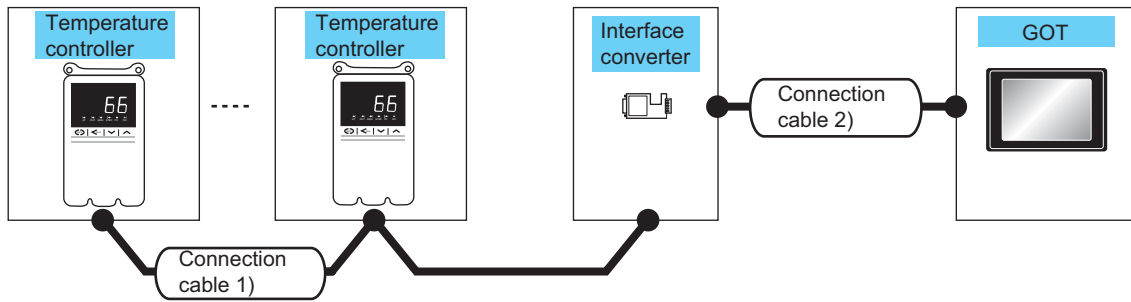 Temperature
controller
Temperature
controller
Interface
converter
GOT
66
66
Connection
cable 2)
Connection
cable 1)